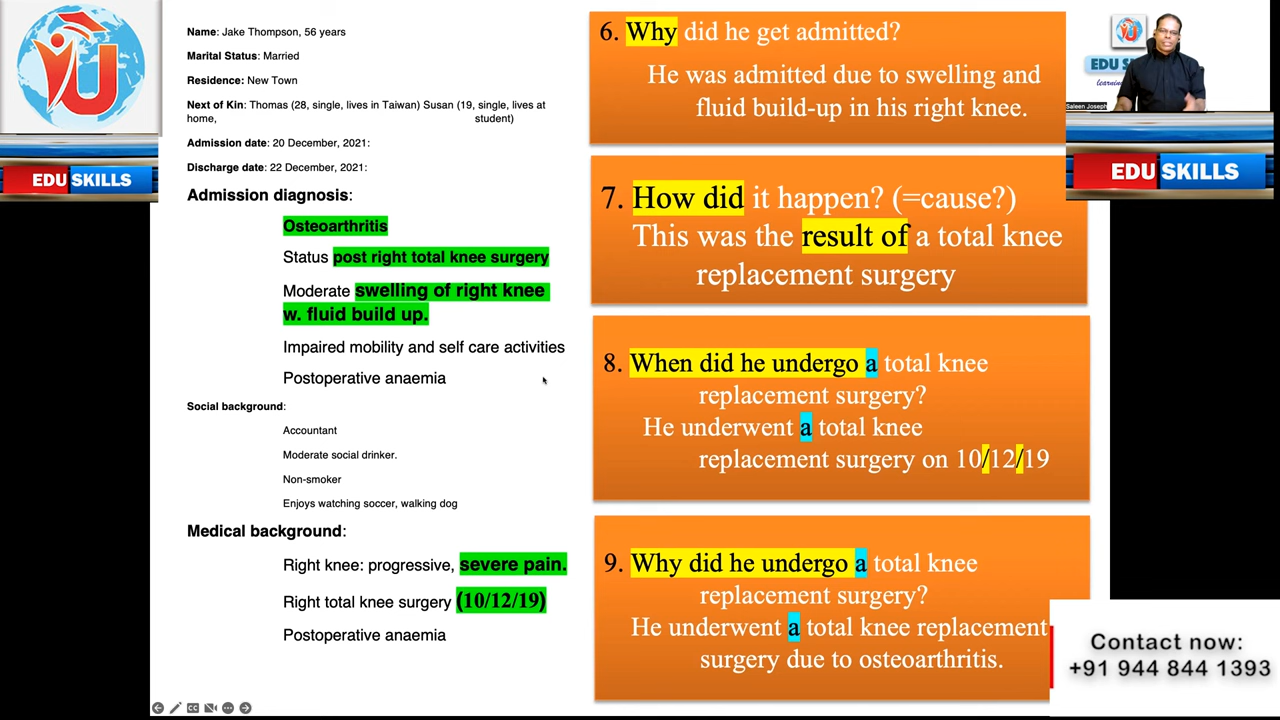 Name: Jake Thompson, 56 years
Marital Status: Married
Residence: New Town
Next of Kin: Thomas (28, single, lives in Taiwan) Susan (19, single, lives at
home, student)
Admission date: 20 December, 2021:
Discharge date: 22 December, 2021:
Admission diagnosis:
Osteoarthritis
Status post right total knee surgery
Moderate swelling of right knee
w. fluid build up.
Impaired mobility and self care activities
Postoperative anaemia
Social background:
Accountant
Moderate social drinker.
Non-smoker
Enjoys watching soccer, walking dog
Medical background:
Right knee: progressive, severe pain.
Right total knee surgery (10/12/19)
Postoperative anaemia
6. Why did he get admitted?
He was admitted due to swelling and
fluid build-up in his right knee.
7. How did it happen? (=cause?)
This was the result of a total knee
replacement surgery
8. When did he undergo a total knee
replacement surgery?
He underwent a total knee
replacement surgery on 10/12/19
9. Why did he undergo a total knee
replacement surgery?
He underwent a total knee replacement
surgery due to osteoarthritis.
EDU SKILLS
EDU SK
learning
Saleen Joseph
EDU SKILLS
Contact now:
+91 944 844 1393